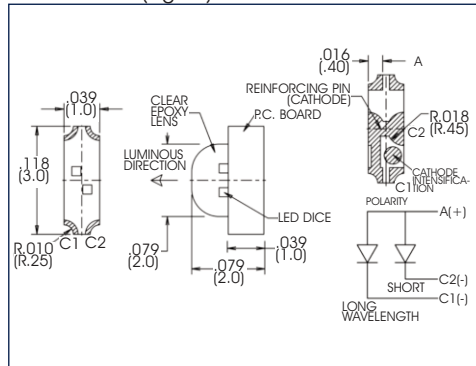 .039
(1.0)
.118
(3.0)
R.010
(R.25)
C1 C2
CLEAR
EPOXY
LENS
P.C. BOARD
LUMINOUS
DIRECTION
LED DICE
.079
(2.0)
.079
(2.0)
.039
(1.0)
.016
(.40)
A
REINFORCING PIN
(CATHODE)
C2
R.018
(R.45)
CATHODE
INTENSIFICA-
TION
C1
POLARITY
A(+)
C2(-)
SHORT
C1(-)
LONG
WAVELENGTH